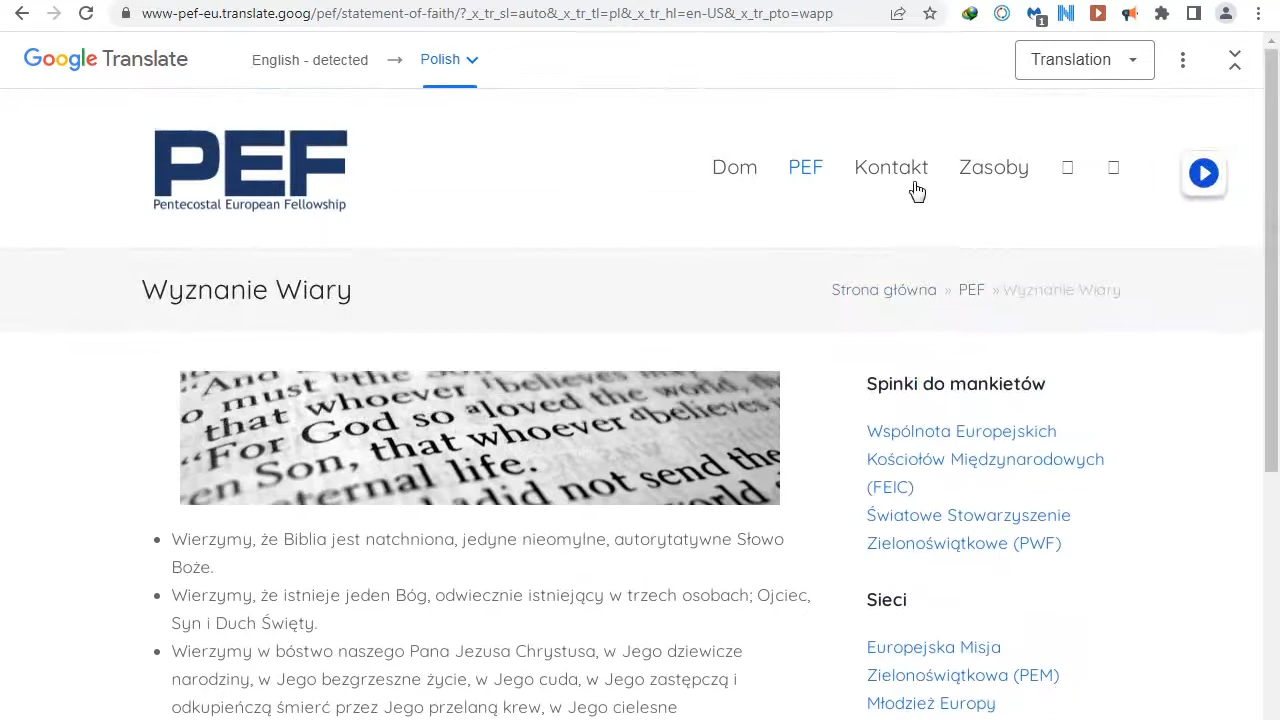 www-pef-eu.translate.goog/pef/statement-of-faith/?_x_tr_sl=auto&_x_tr_tl=pl&_x_tr_hl=en-US&_x_tr_pto=wapp
1
Google Translate
English - detected → Polish
Translation
PEF
Pentecostal European Fellowship
Dom PEF Kontakt Zasoby
Wyznanie Wiary
Strona główna » PEF » Wyznanie Wiary
must the
that whoever believes
"For God so aloved the world,
Son, that whoever dbelieves
eternal life.
did not send the
Wierzymy, że Biblia jest natchniona, jedyne nieomylne, autorytatywne Słowo
Boże.
Wierzymy, że istnieje jeden Bóg, odwiecznie istniejący w trzech osobach; Ojciec,
Syn i Duch Święty.
Wierzymy w bóstwo naszego Pana Jezusa Chrystusa, w Jego dziewicze
narodziny, w Jego bezgrzeszne życie, w Jego cuda, w Jego zastępczą i
odkupieńczą śmierć przez Jego przelaną krew, w Jego cielesne
Spinki do mankietów
Wspólnota Europejskich
Kościołów Międzynarodowych
(FEIC)
Światowe Stowarzyszenie
Zielonoświątkowe (PWF)
Sieci
Europejska Misja
Zielonoświątkowa (PEM)
Młodzież Europy